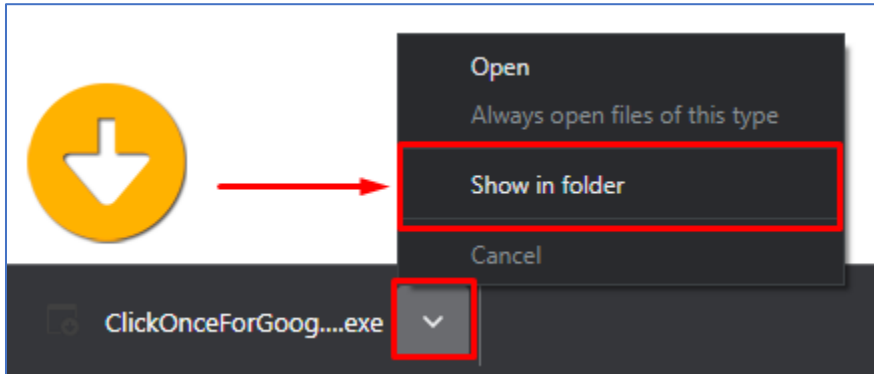 Open
Always open files of this type
Show in folder
Cancel
ClickOnceForGoog....exe